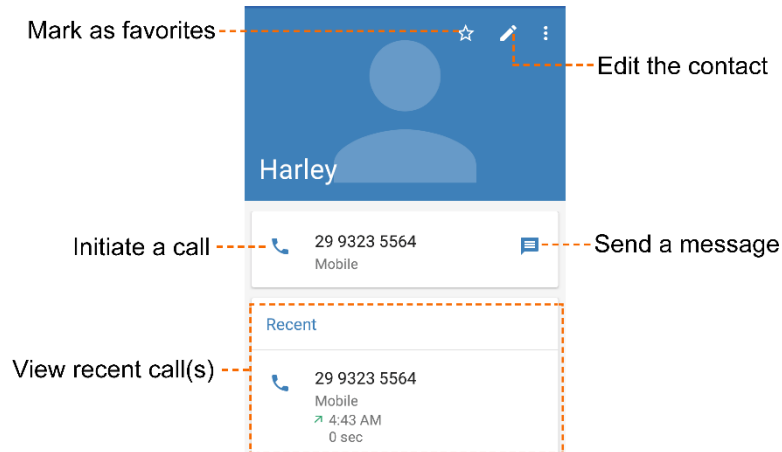 Mark as favorites
Edit the contact
Harley
Initiate a call
29 9323 5564
Mobile
Send a message
Recent
View recent call(s)
29 9323 5564
Mobile
4:43 AM
0 sec